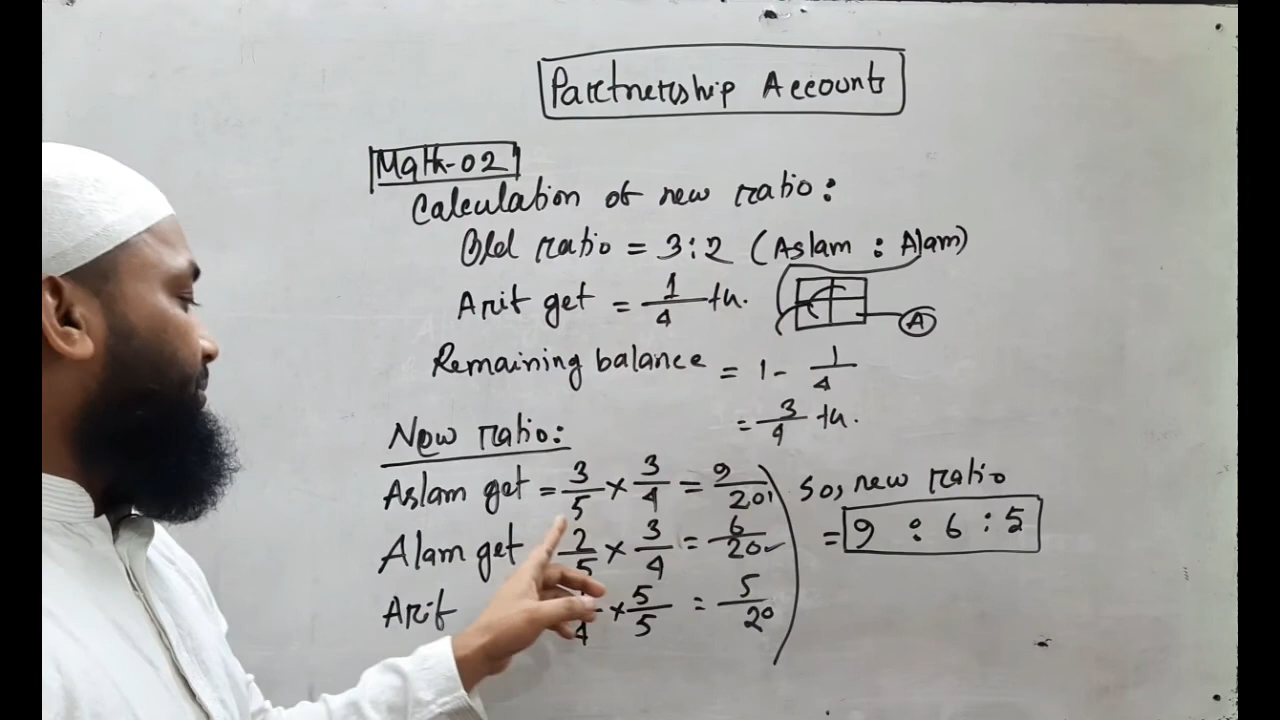 Partnership Account
Math-02
Calculation of new ratio:
Old ratio = 3:2 (Aslam : Alam)
Arif get = 1/4 th.
A
Remaining balance = 1 - 1/4
= 3/4 th.
New ratio:
Aslam get = 3/5 × 3/4 = 9/20
Alam get 2/5 × 3/4 = 6/20
Arif /4 × 5/5 = 5/20
So, new ratio
= 9 : 6 : 5